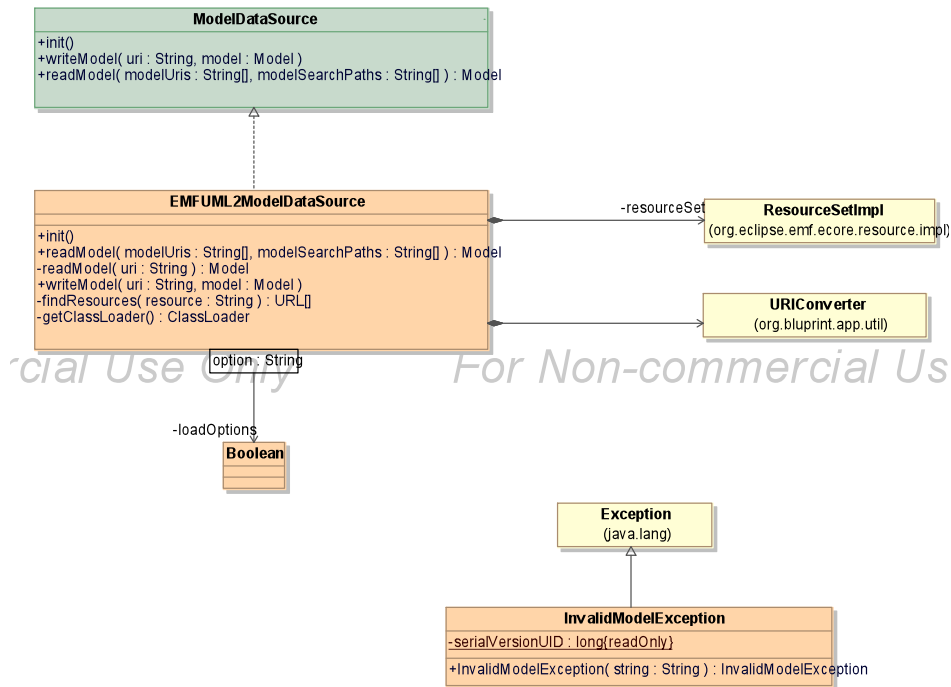 ModelDataSource
+init()
+writeModel( uri : String, model : Model )
+readModel( modelUris : String[], modelSearchPaths : String[] ) : Model
EMFUML2ModelDataSource
+init()
+readModel( modelUris : String[], modelSearchPaths : String[] ) : Model
-readModel( uri : String ) : Model
+writeModel( uri : String, model : Model )
-findResources( resource : String ) : URL[]
-getClassLoader() : ClassLoader
-resourceSet
ResourceSetImpl
(org.eclipse.emf.ecore.resource.impl)
URIConverter
(org.bluprint.app.util)
option : String
rcial Use Only
For Non-commercial Us
-loadOptions
Boolean
Exception
(java.lang)
InvalidModelException
-serialVersionUID : long{readOnly}
+InvalidModelException( string : String ) : InvalidModelException